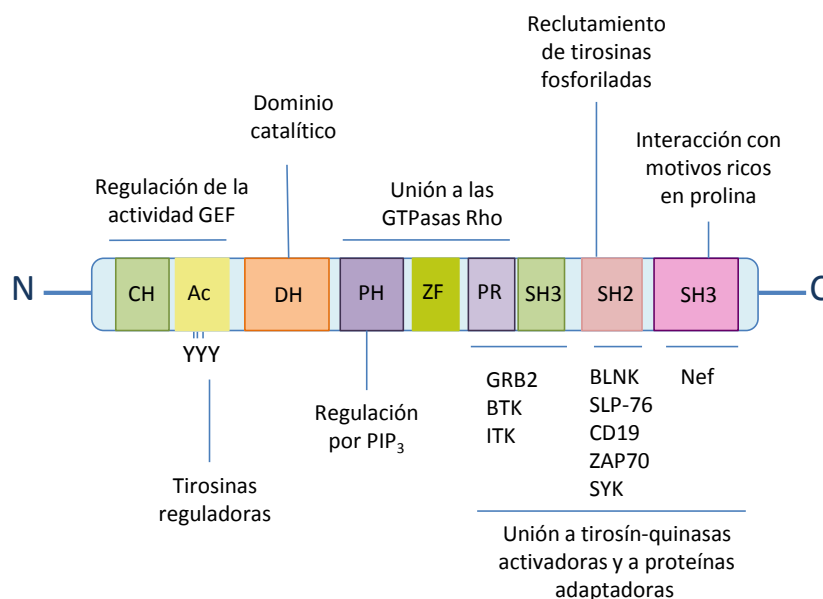 Reclutamiento
de tirosinas
fosforiladas
Dominio
catalítico
Interacción con
motivos ricos
en prolina
Regulación de la
actividad GEF
Unión a las
GTPasas Rho
N
CH
Ac
DH
PH
ZF
PR
SH3
SH2
SH3
C
YYY
GRB2
BTK
ITK
BLNK
SLP-76
CD19
ZAP70
SYK
Nef
Regulación
por PIP₃
Tirosinas
reguladoras
Unión a tirosín-quinasas
activadoras y a proteínas
adaptadoras